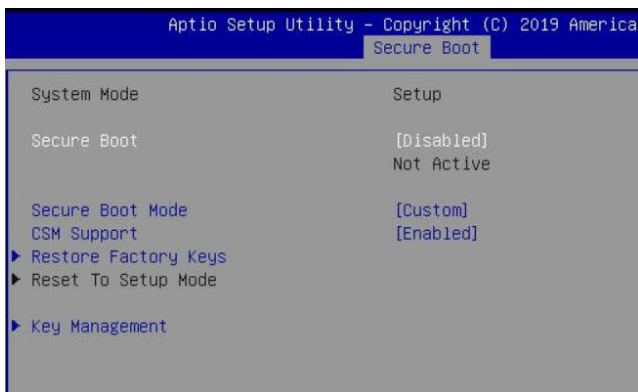 Aptio Setup Utility – Copyright (C) 2019 America
Secure Boot
System Mode Setup
Secure Boot [Disabled]
Not Active
Secure Boot Mode [Custom]
CSM Support [Enabled]
Restore Factory Keys
Reset To Setup Mode
Key Management